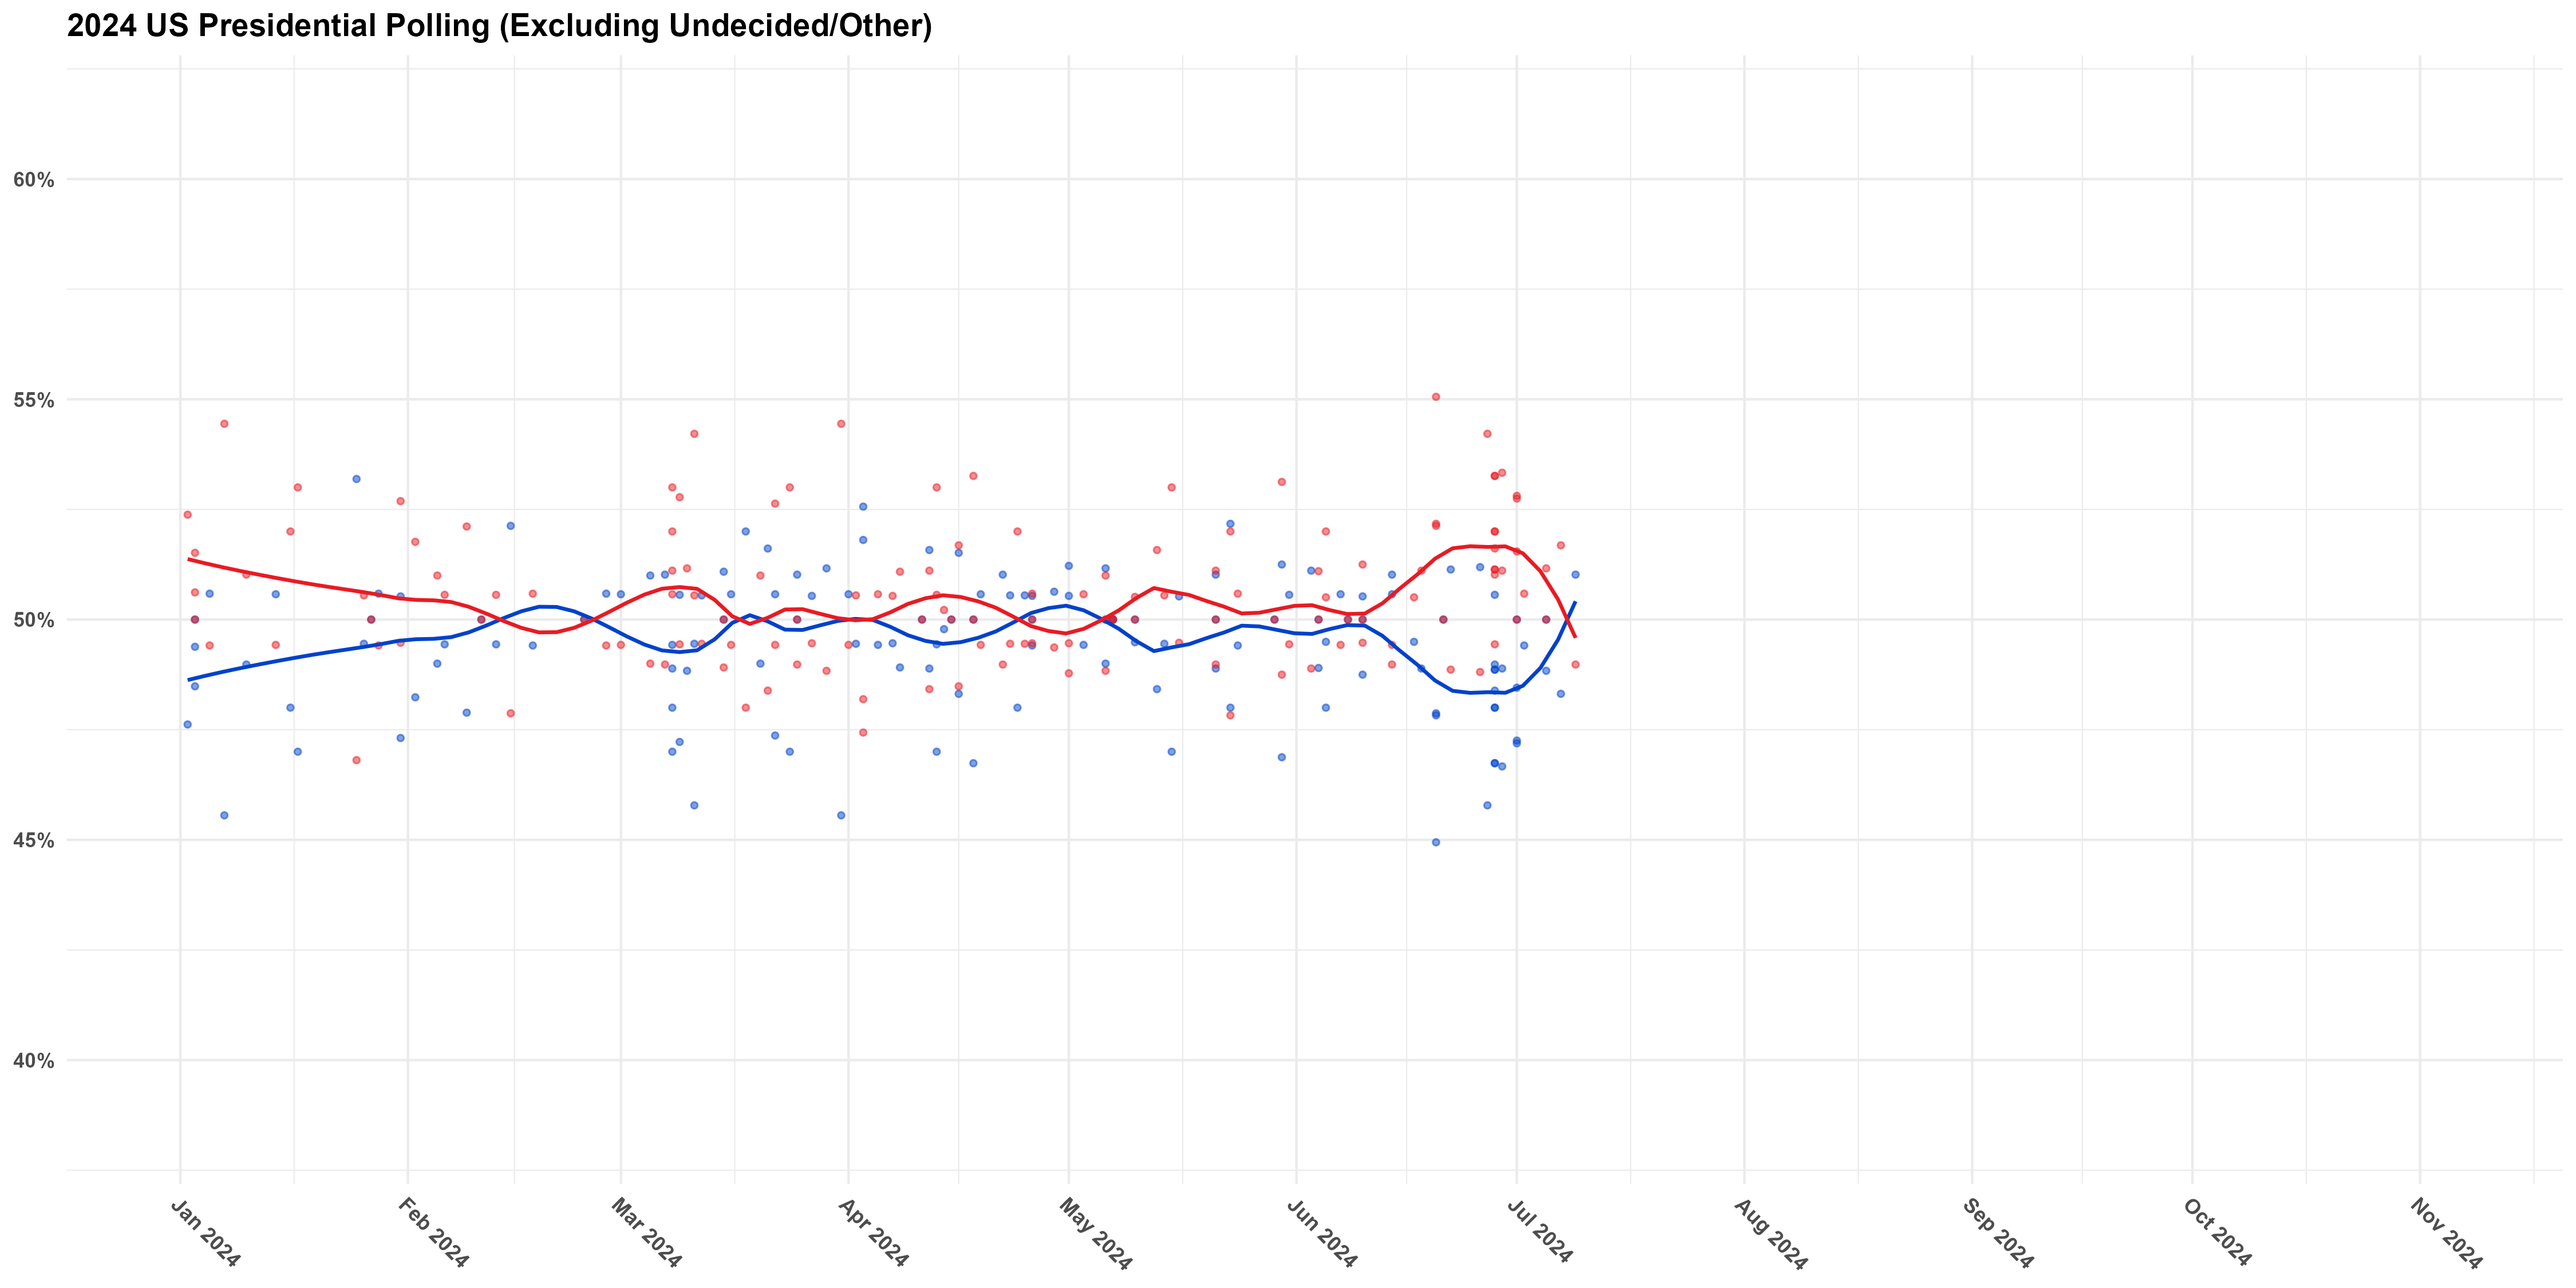 2024 US Presidential Polling (Excluding Undecided/Other)
60%
55%
50%
45%
40%
Jan 2024
Feb 2024
Mar 2024
Apr 2024
May 2024
Jun 2024
Jul 2024
Aug 2024
Sep 2024
Oct 2024
Nov 2024